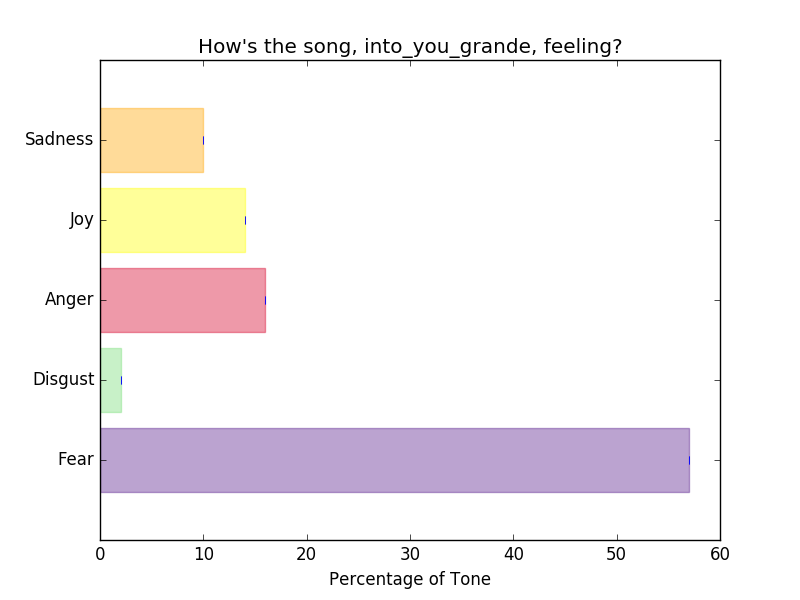 How's the song, into_you_grande, feeling?
Sadness
Joy
Anger
Disgust
Fear
0 10 20 30 40 50 60
Percentage of Tone